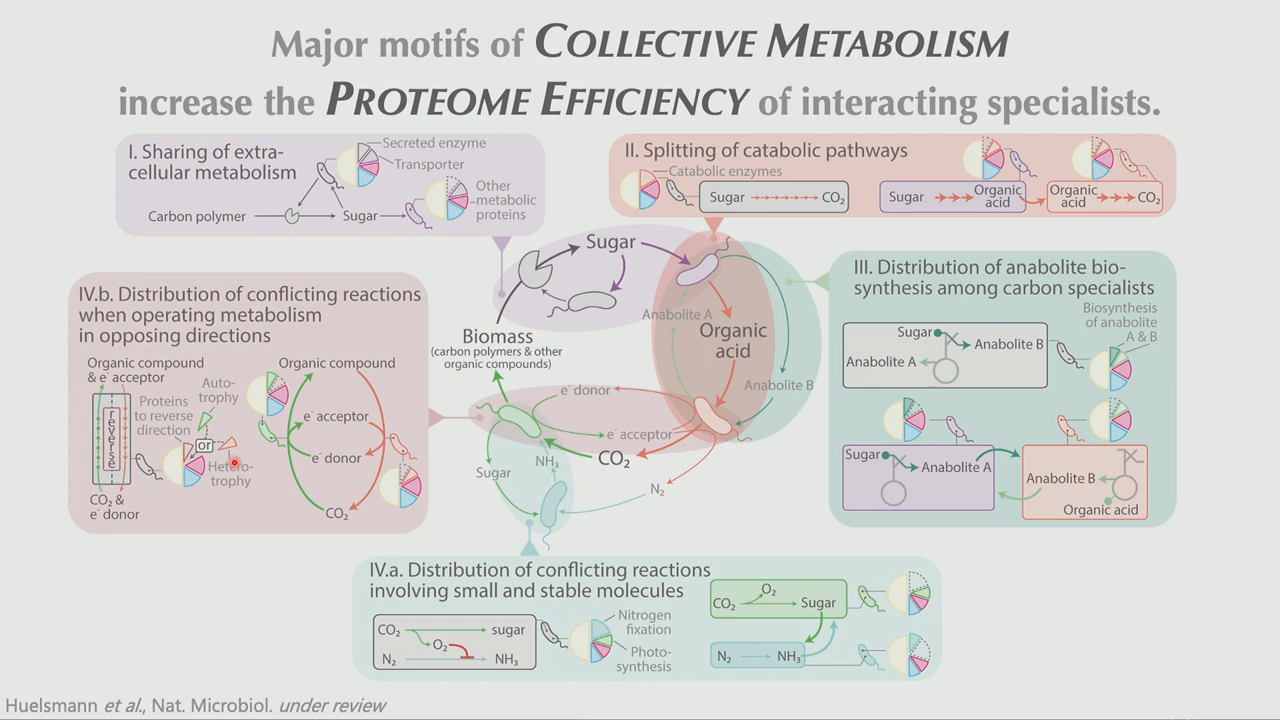 Major motifs of COLLECTIVE METABOLISM
increase the PROTEOME EFFICIENCY of interacting specialists.
I. Sharing of extra-
cellular metabolism
Secreted enzyme
Transporter
Other
metabolic
proteins
Carbon polymer
Sugar
II. Splitting of catabolic pathways
Catabolic enzymes
Sugar
CO2
Sugar
Organic
acid
Organic
acid
CO2
III. Distribution of anabolite bio-
synthesis among carbon specialists
Biosynthesis
of anabolite
A & B
Sugar
Anabolite B
Anabolite A
Sugar
Anabolite A
Anabolite B
Organic acid
IV.b. Distribution of conflicting reactions
when operating metabolism
in opposing directions
Organic compound
& e⁻ acceptor
Auto-
trophy
Proteins
to reverse
direction
reverse
or
Hetero-
trophy
CO2 &
e⁻ donor
Organic compound
e⁻ acceptor
e⁻ donor
CO2
Sugar
Biomass
(carbon polymers & other
organic compounds)
Anabolite A
Organic
acid
Anabolite B
e⁻ donor
e⁻ acceptor
CO2
NH3
Sugar
N2
IV.a. Distribution of conflicting reactions
involving small and stable molecules
CO2
sugar
O2
N2
NH3
Nitrogen
fixation
Photo-
synthesis
CO2
O2
Sugar
N2
NH3
Huelsmann et al., Nat. Microbiol. under review